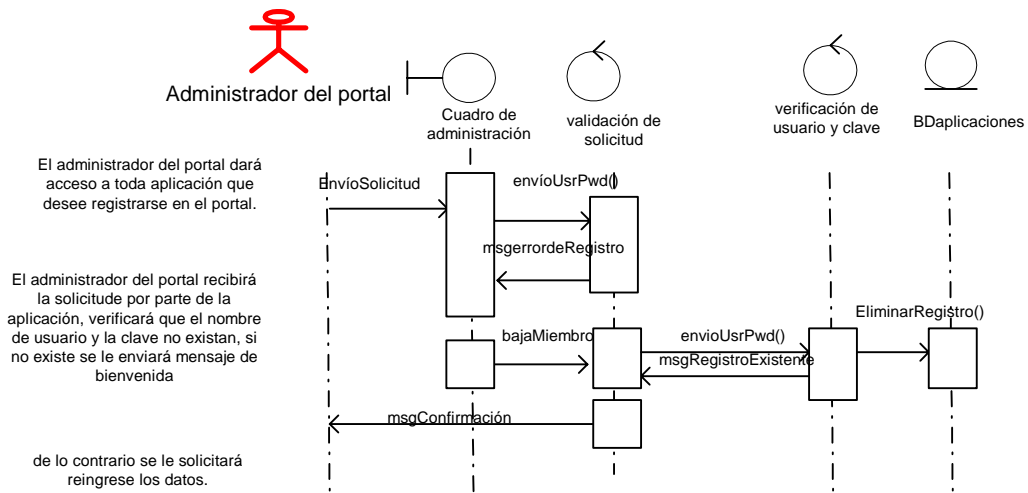 Administrador del portal
Cuadro de
administración
validación de
solicitud
verificación de
usuario y clave
BDaplicaciones
El administrador del portal dará
acceso a toda aplicación que
desee registrarse en el portal.
EnvíoSolicitud
envíoUsrPwd()
msgerrordeRegistro
El administrador del portal recibirá
la solicitude por parte de la
aplicación, verificará que el nombre
de usuario y la clave no existan, si
no existe se le enviará mensaje de
bienvenida
bajaMiembro
envioUsrPwd()
EliminarRegistro()
msgRegistroExistente
msgConfirmación
de lo contrario se le solicitará
reingrese los datos.